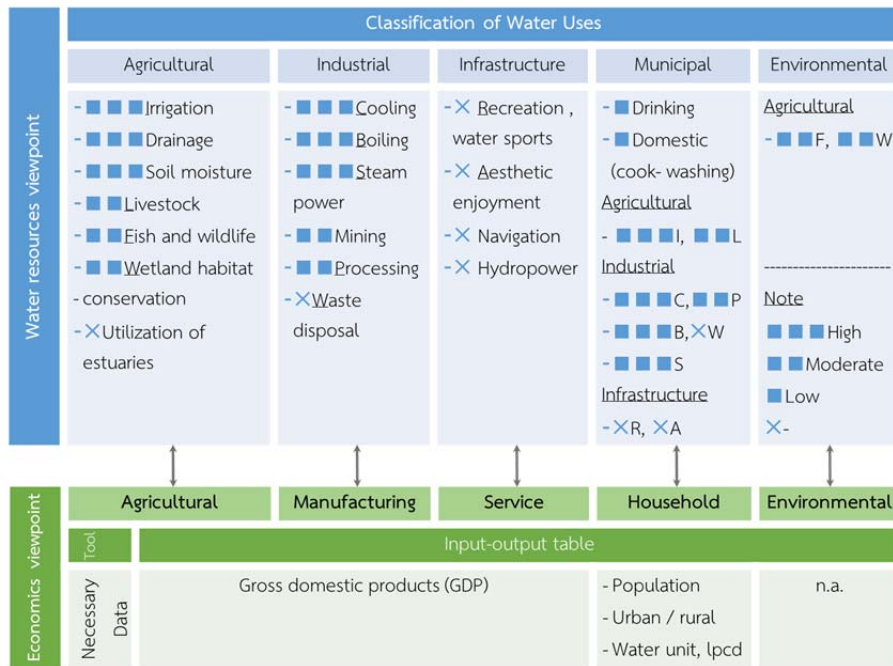 Classification of Water Uses
Water resources viewpoint
Agricultural
- ■ ■ ■ Irrigation
- ■ ■ ■ Drainage
- ■ ■ ■ Soil moisture
- ■ ■ Livestock
- ■ ■ Fish and wildlife
- ■ ■ Wetland habitat
- conservation
- × Utilization of
estuaries
Industrial
- ■ ■ ■ Cooling
- ■ ■ ■ Boiling
- ■ ■ ■ Steam
power
- ■ ■ Mining
- ■ ■ Processing
- × Waste
disposal
Infrastructure
- × Recreation ,
water sports
- × Aesthetic
enjoyment
- × Navigation
- × Hydropower
Municipal
- ■ Drinking
- ■ Domestic
(cook- washing)
Agricultural
- ■ ■ ■ I, ■ ■ L
Industrial
- ■ ■ ■ C, ■ ■ P
- ■ ■ ■ B, × W
- ■ ■ ■ S
Infrastructure
- × R, × A
Environmental
Agricultural
- ■ ■ F, ■ ■ W
Note
■ ■ ■ High
■ ■ Moderate
■ Low
× -
Economics viewpoint
Agricultural
Manufacturing
Service
Household
Environmental
Tool
Input-output table
Necessary
Data
Gross domestic products (GDP)
- Population
- Urban / rural
- Water unit, lpcd
n.a.